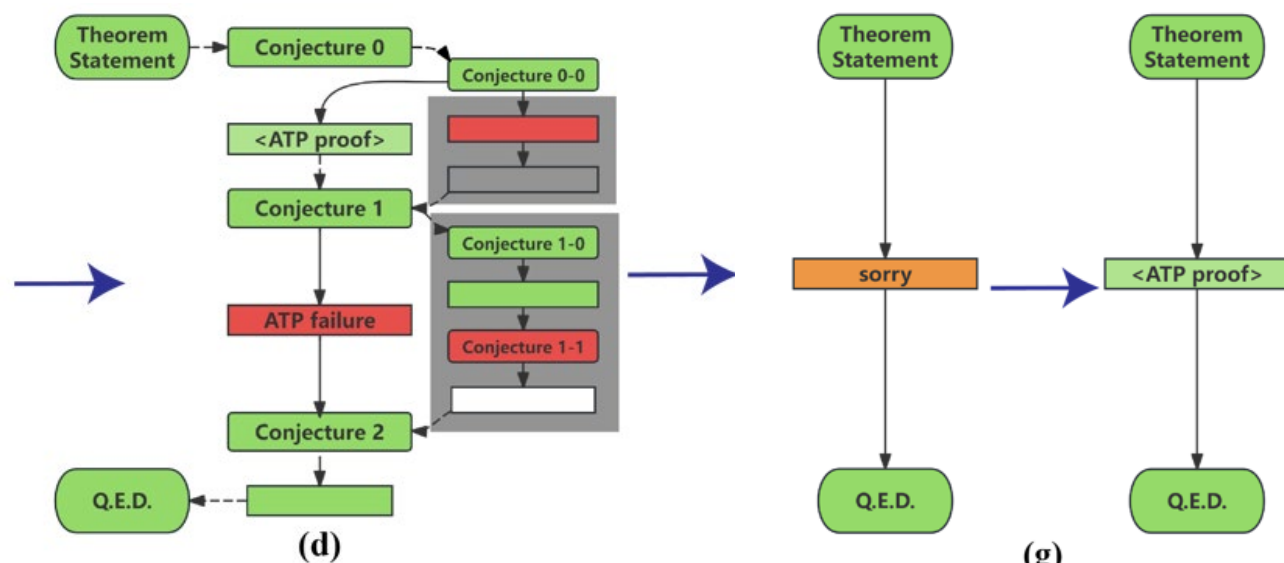 Theorem
Statement
Conjecture 0
Conjecture 0-0
<ATP proof>
Conjecture 1
Conjecture 1-0
ATP failure
Conjecture 1-1
Conjecture 2
Q.E.D.
(d)
Theorem
Statement
sorry
Q.E.D.
Theorem
Statement
<ATP proof>
Q.E.D.
(g)